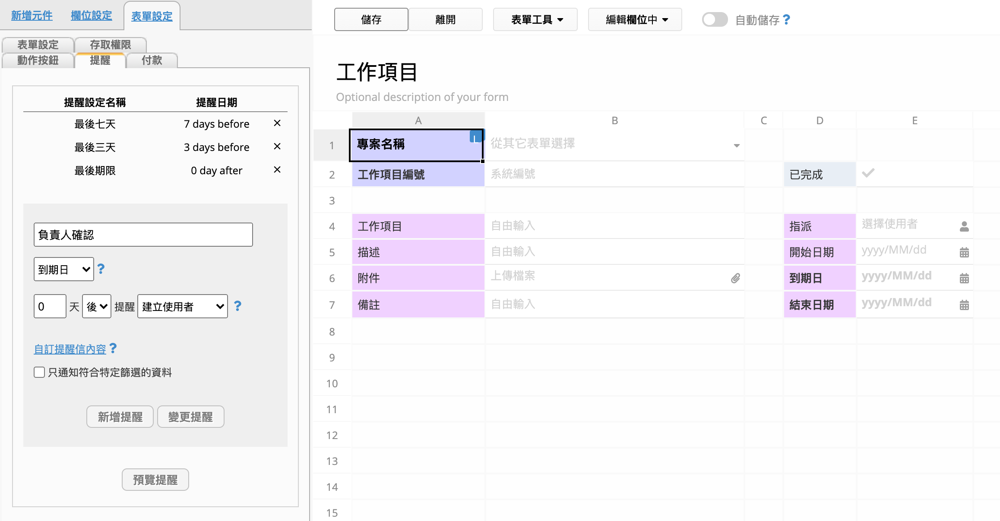 新增元件 欄位設定 表單設定
表單設定 存取權限
動作按鈕 提醒 付款
提醒設定名稱 提醒日期
最後七天 7 days before ×
最後三天 3 days before ×
最後期限 0 day after ×
負責人確認
到期日 ?
0 天 後 提醒 建立使用者 ?
自訂提醒信內容 ?
只通知符合特定篩選的資料
新增提醒 變更提醒
預覽提醒
儲存 離開 表單工具 編輯欄位中 自動儲存 ?
工作項目
Optional description of your form
A B C D E
1 專案名稱 L 從其它表單選擇
2 工作項目編號 系統編號 已完成
3
4 工作項目 自由輸入 指派 選擇使用者
5 描述 自由輸入 開始日期 yyyy/MM/dd
6 附件 上傳檔案 到期日 yyyy/MM/dd
7 備註 自由輸入 結束日期 yyyy/MM/dd
8
9
10
11
12
13
14
15